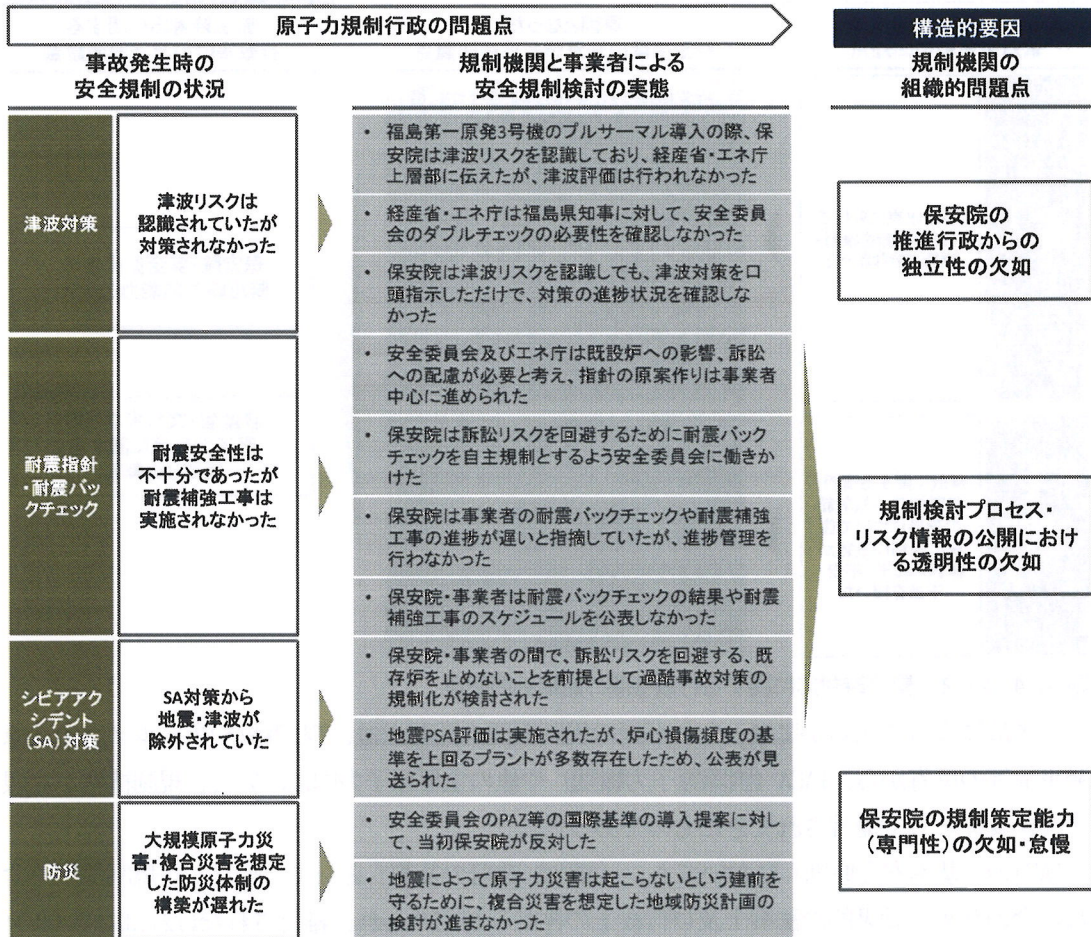 原子力規制行政の問題点
構造的要因
事故発生時の
安全規制の状況
規制機関と事業者による
安全規制検討の実態
規制機関の
組織的問題点
津波対策
津波リスクは
認識されていたが
対策されなかった
• 福島第一原発3号機のプルサーマル導入の際、保
安院は津波リスクを認識しており、経産省・エネ庁
上層部に伝えたが、津波評価は行われなかった
• 経産省・エネ庁は福島県知事に対して、安全委員
会のダブルチェックの必要性を確認しなかった
• 保安院は津波リスクを認識しても、津波対策を口
頭指示しただけで、対策の進捗状況を確認しな
かった
耐震指針
・耐震バッ
クチェック
耐震安全性は
不十分であったが
耐震補強工事は
実施されなかった
• 安全委員会及びエネ庁は既設炉への影響、訴訟
への配慮が必要と考え、指針の原案作りは事業者
中心に進められた
• 保安院は訴訟リスクを回避するために耐震バック
チェックを自主規制とするよう安全委員会に働きか
けた
• 保安院は事業者の耐震バックチェックや耐震補強
工事の進捗が遅いと指摘していたが、進捗管理を
行わなかった
• 保安院・事業者は耐震バックチェックの結果や耐震
補強工事のスケジュールを公表しなかった
シビアアク
シデント
(SA)対策
SA対策から
地震・津波が
除外されていた
• 保安院・事業者の間で、訴訟リスクを回避する、既
存炉を止めないことを前提として過酷事故対策の
規制化が検討された
• 地震PSA評価は実施されたが、炉心損傷頻度の基
準を上回るプラントが多数存在したため、公表が見
送られた
防災
大規模原子力災
害・複合災害を想定
した防災体制の
構築が遅れた
• 安全委員会のPAZ等の国際基準の導入提案に対し
て、当初保安院が反対した
• 地震によって原子力災害は起こらないという建前を
守るために、複合災害を想定した地域防災計画の
検討が進まなかった
保安院の
推進行政からの
独立性の欠如
規制検討プロセス・
リスク情報の公開におけ
る透明性の欠如
保安院の規制策定能力
(専門性)の欠如・怠慢